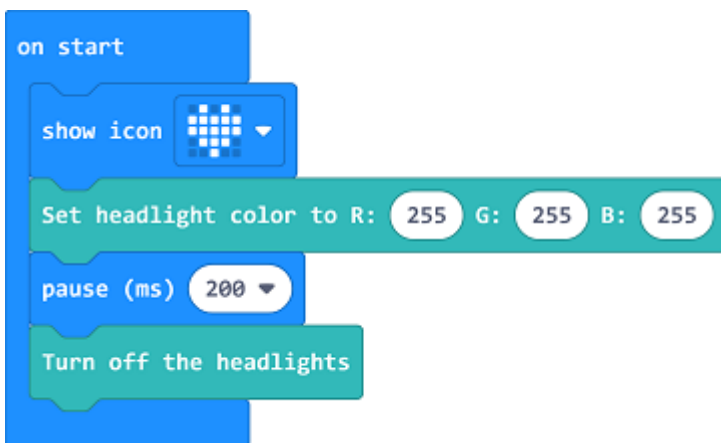 on start
show icon
Set headlight color to R: 255 G: 255 B: 255
pause (ms) 200
Turn off the headlights